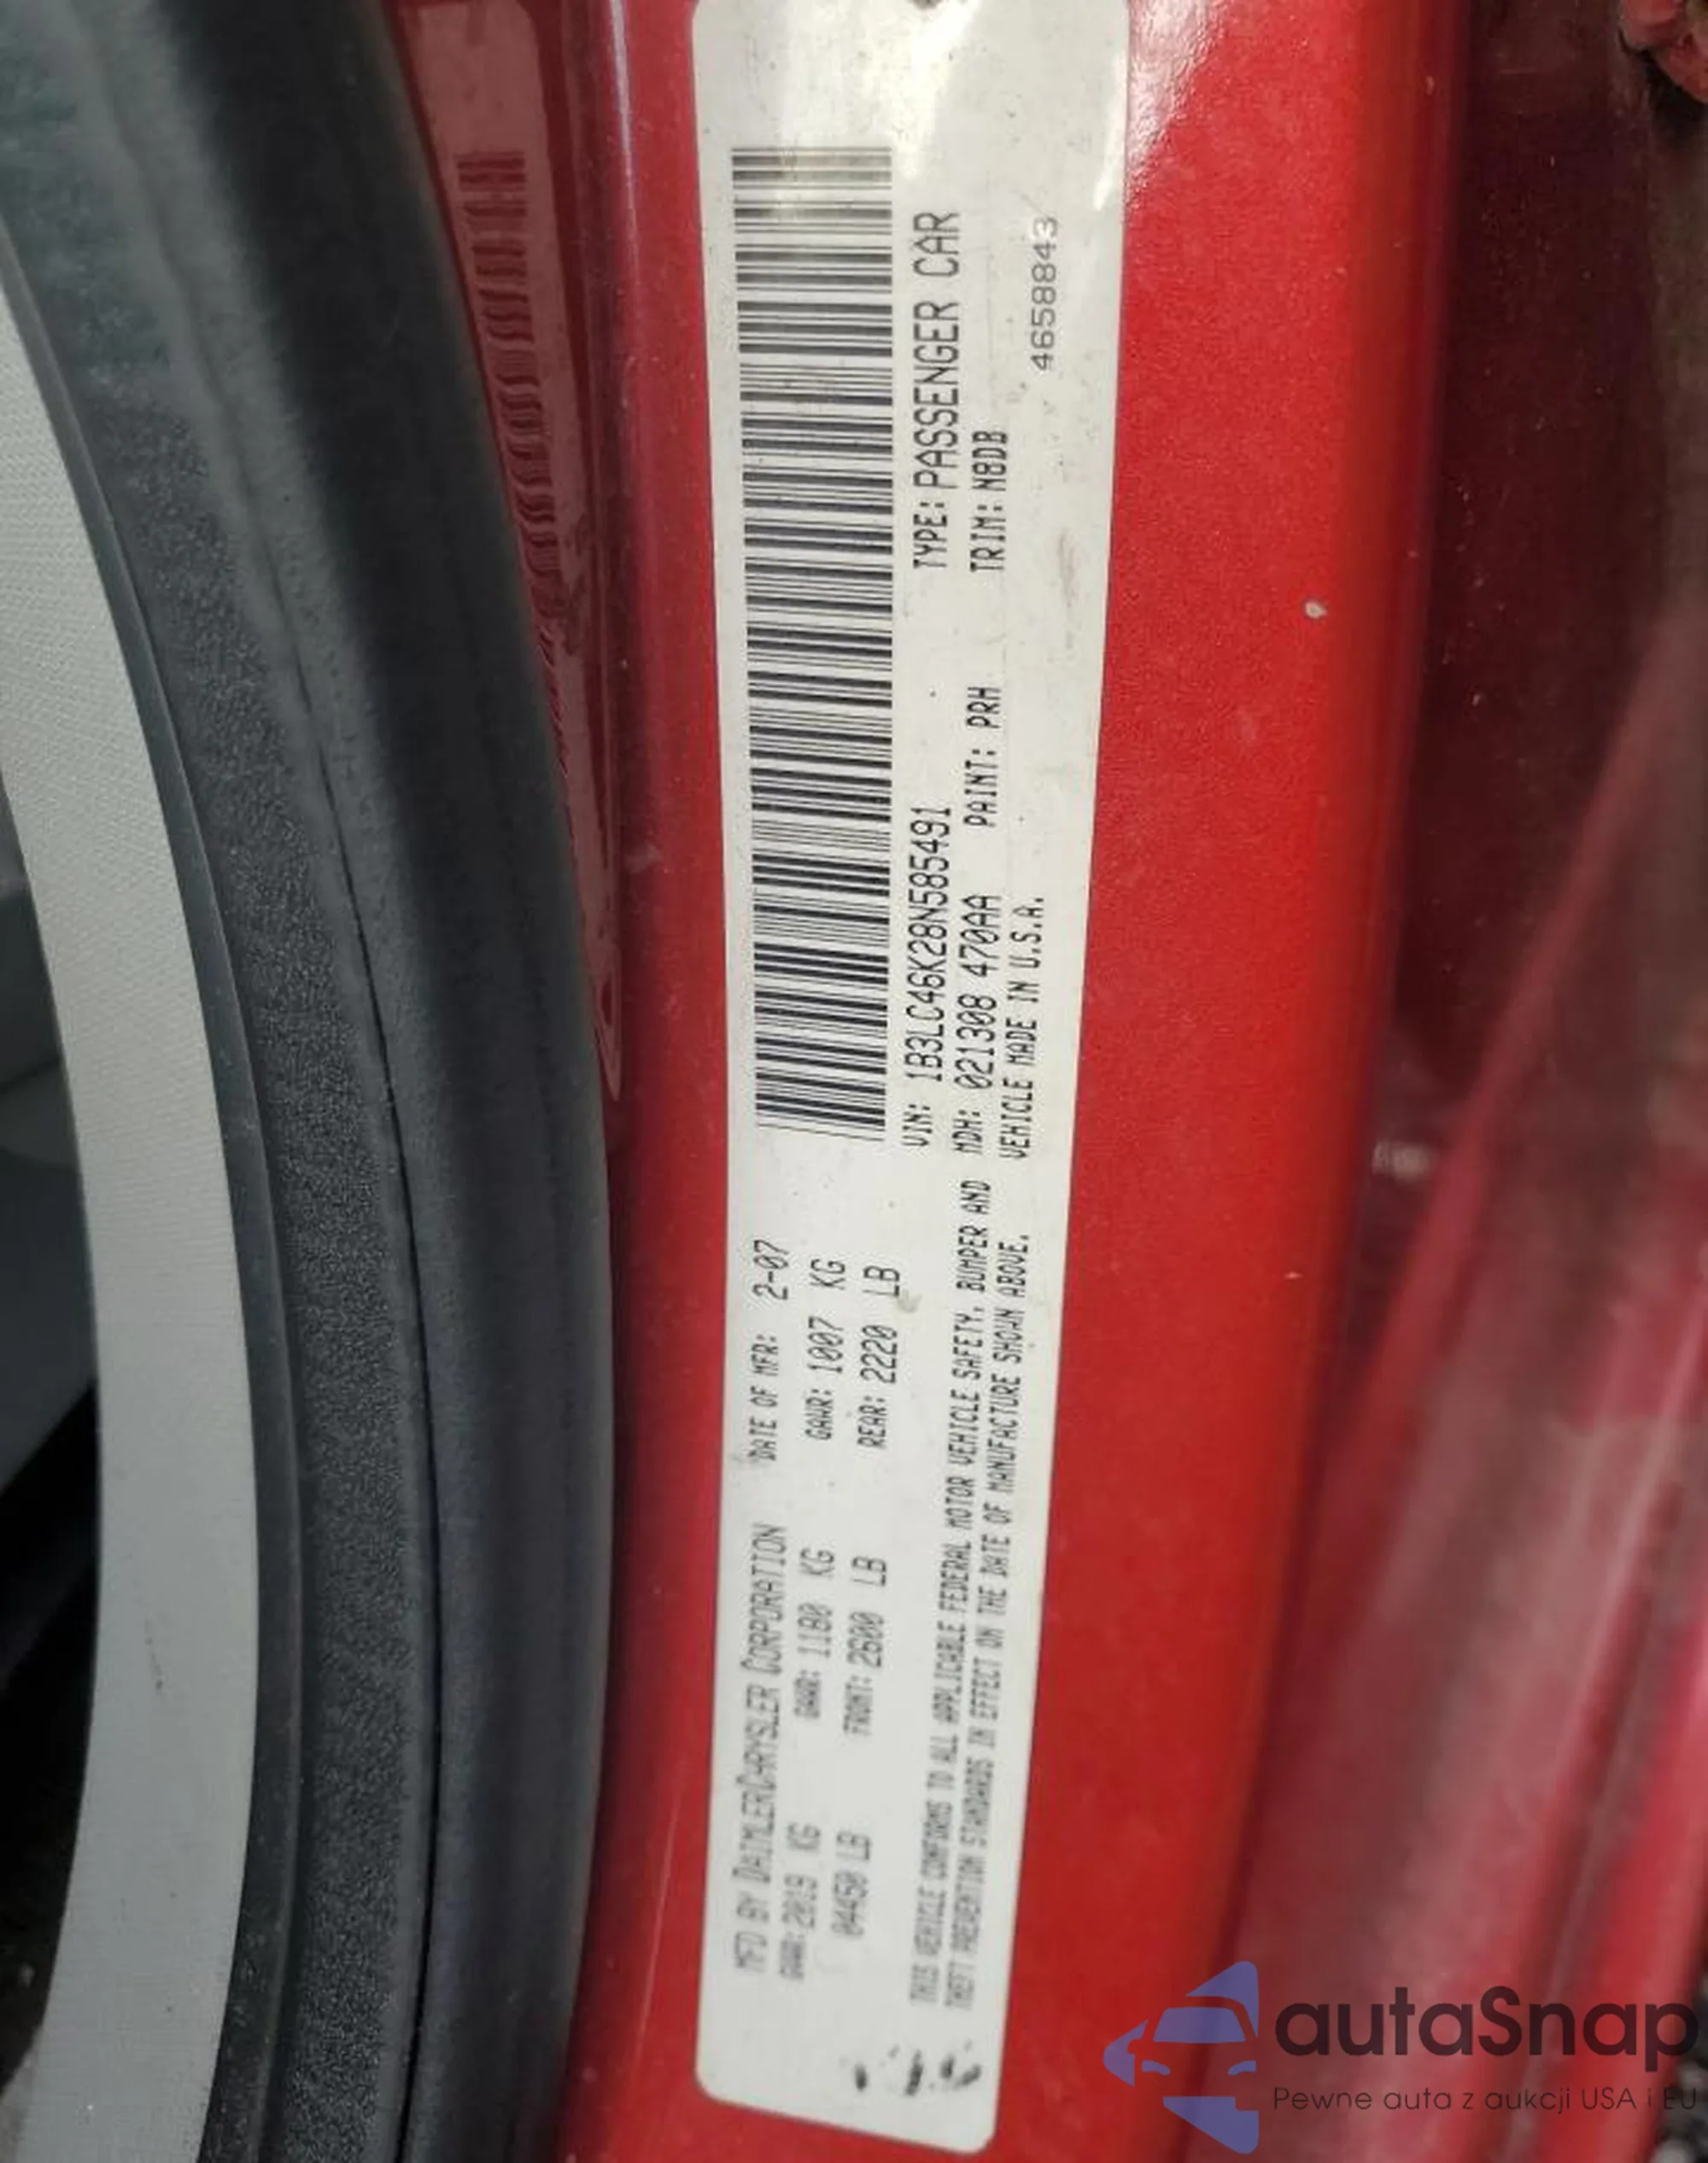 MFD BY DAIMLERCHRYSLER CORPORATION DATE OF MFR: 2-07
GVWR: 2019 KG GAWR: 1180 KG GAWR: 1007 KG
04450 LB FRONT: 2600 LB REAR: 2220 LB
THIS VEHICLE CONFORMS TO ALL APPLICABLE FEDERAL MOTOR VEHICLE SAFETY, BUMPER AND
THEFT PREVENTION STANDARDS IN EFFECT ON THE DATE OF MANUFACTURE SHOWN ABOVE.
VIN: 1B3LC46K28N585491 TYPE: PASSENGER CAR
MDH: 021308 470AA PAINT: PRH TRIM: N8DB
VEHICLE MADE IN U.S.A.
4658843
autaSnap
Pewne auta z aukcji USA i EU